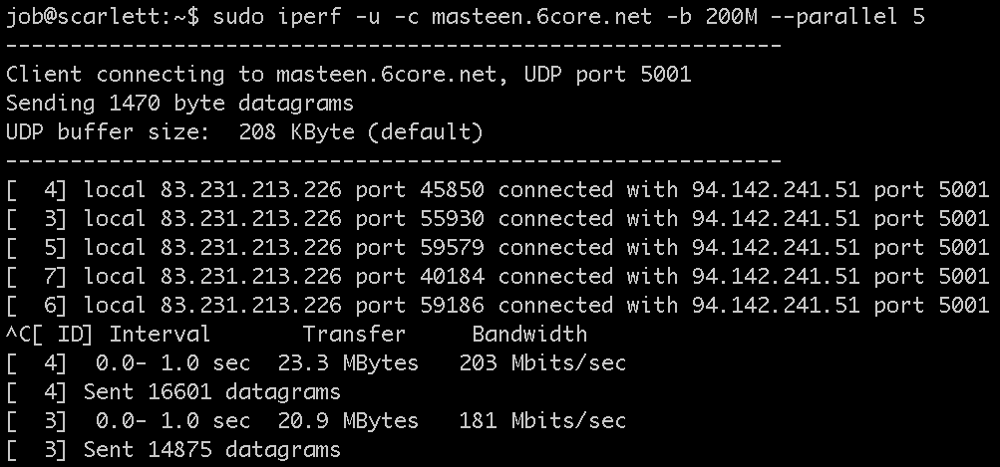 job@scarlett:~$ sudo iperf -u -c masteen.6core.net -b 200M --parallel 5
------------------------------------------------------------
Client connecting to masteen.6core.net, UDP port 5001
Sending 1470 byte datagrams
UDP buffer size:  208 KByte (default)
------------------------------------------------------------
[  4] local 83.231.213.226 port 45850 connected with 94.142.241.51 port 5001
[  3] local 83.231.213.226 port 55930 connected with 94.142.241.51 port 5001
[  5] local 83.231.213.226 port 59579 connected with 94.142.241.51 port 5001
[  7] local 83.231.213.226 port 40184 connected with 94.142.241.51 port 5001
[  6] local 83.231.213.226 port 59186 connected with 94.142.241.51 port 5001
^C[ ID] Interval       Transfer     Bandwidth
[  4]  0.0- 1.0 sec  23.3 MBytes   203 Mbits/sec
[  4] Sent 16601 datagrams
[  3]  0.0- 1.0 sec  20.9 MBytes   181 Mbits/sec
[  3] Sent 14875 datagrams